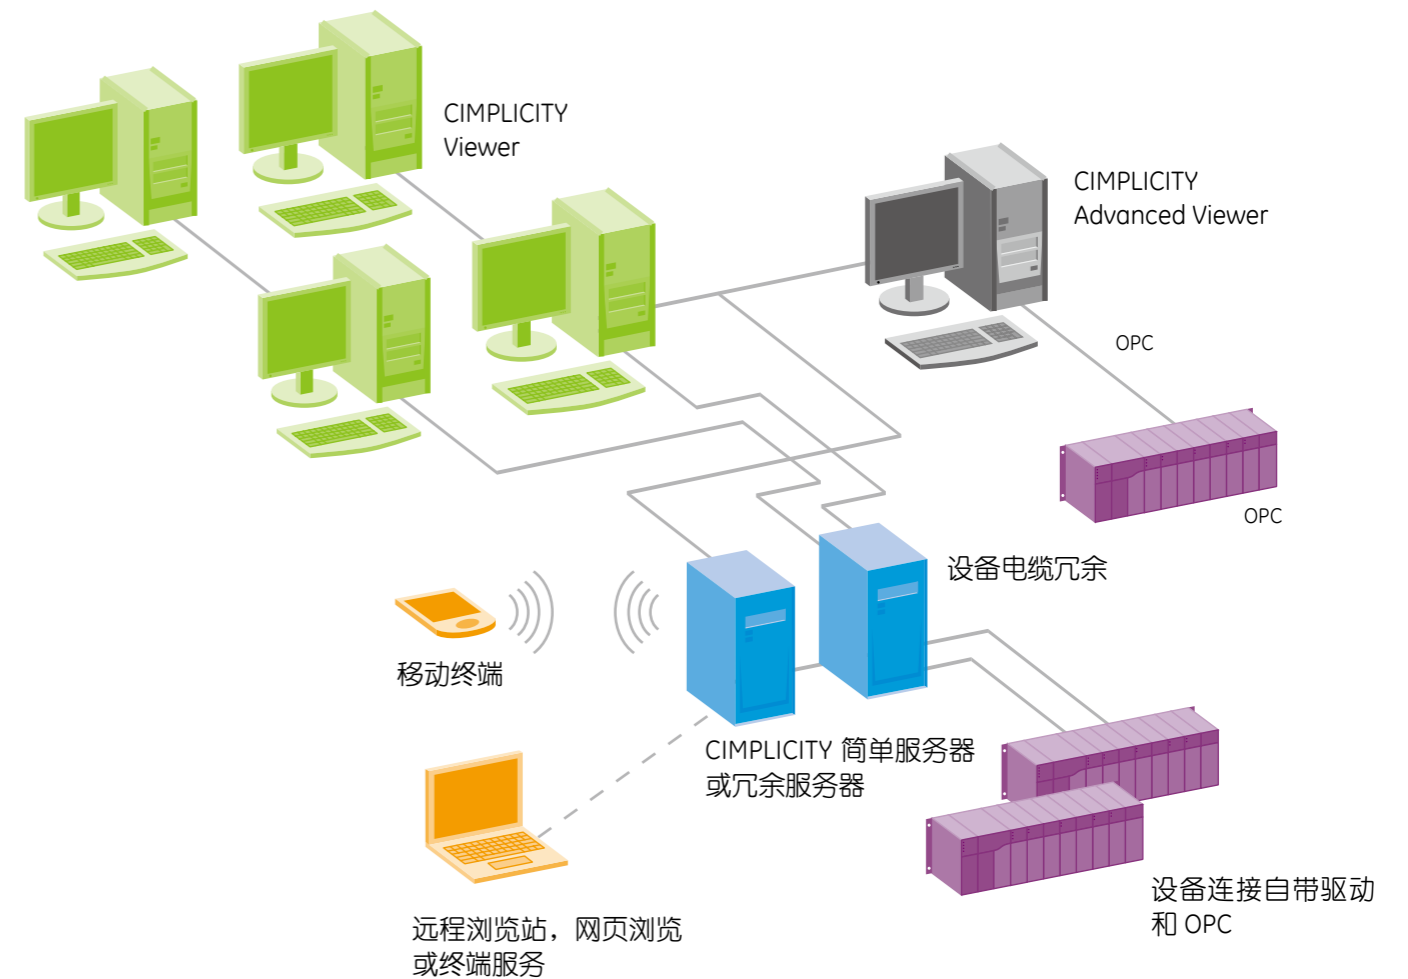 CIMPLICITY
Viewer
CIMPLICITY
Advanced Viewer
OPC
OPC
设备电缆冗余
移动终端
CIMPLICITY 简单服务器
或冗余服务器
设备连接自带驱动
和 OPC
远程浏览站，网页浏览
或终端服务